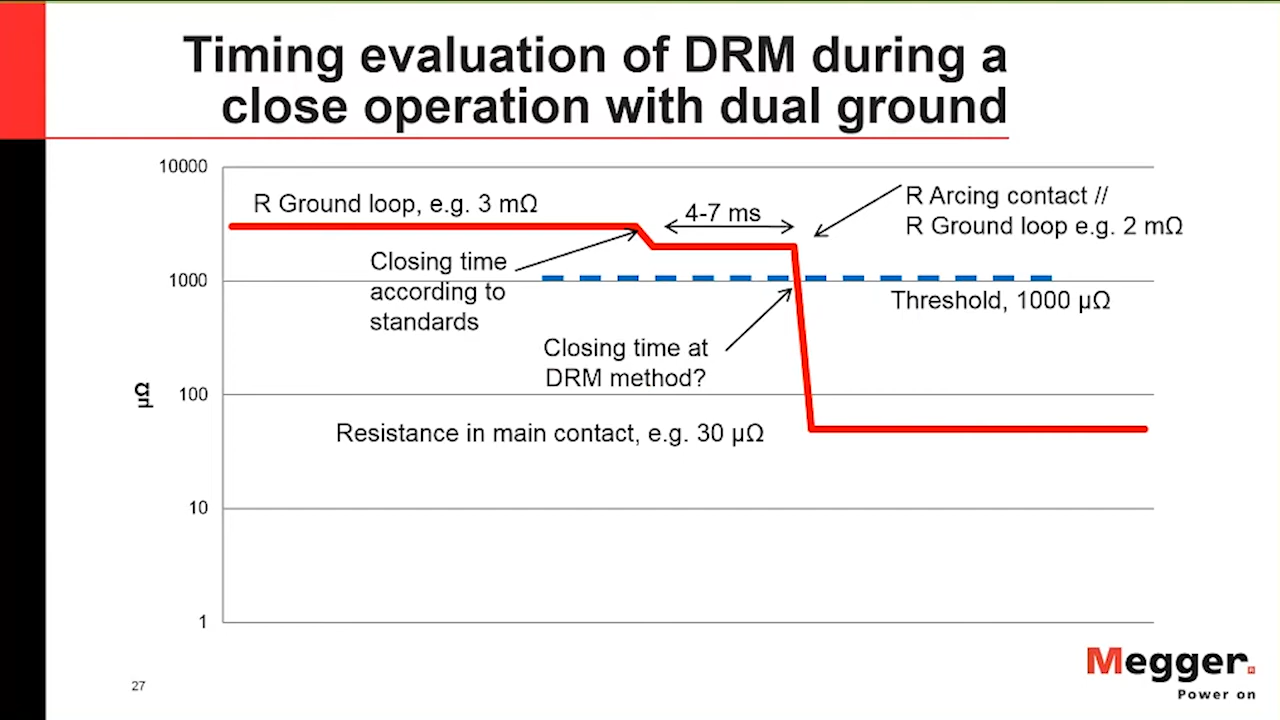 Timing evaluation of DRM during a
close operation with dual ground
10000
1000
100
10
1
µΩ
R Ground loop, e.g. 3 mΩ
4-7 ms
R Arcing contact //
R Ground loop e.g. 2 mΩ
Closing time
according to
standards
Threshold, 1000 µΩ
Closing time at
DRM method?
Resistance in main contact, e.g. 30 µΩ
27
Megger.
Power on